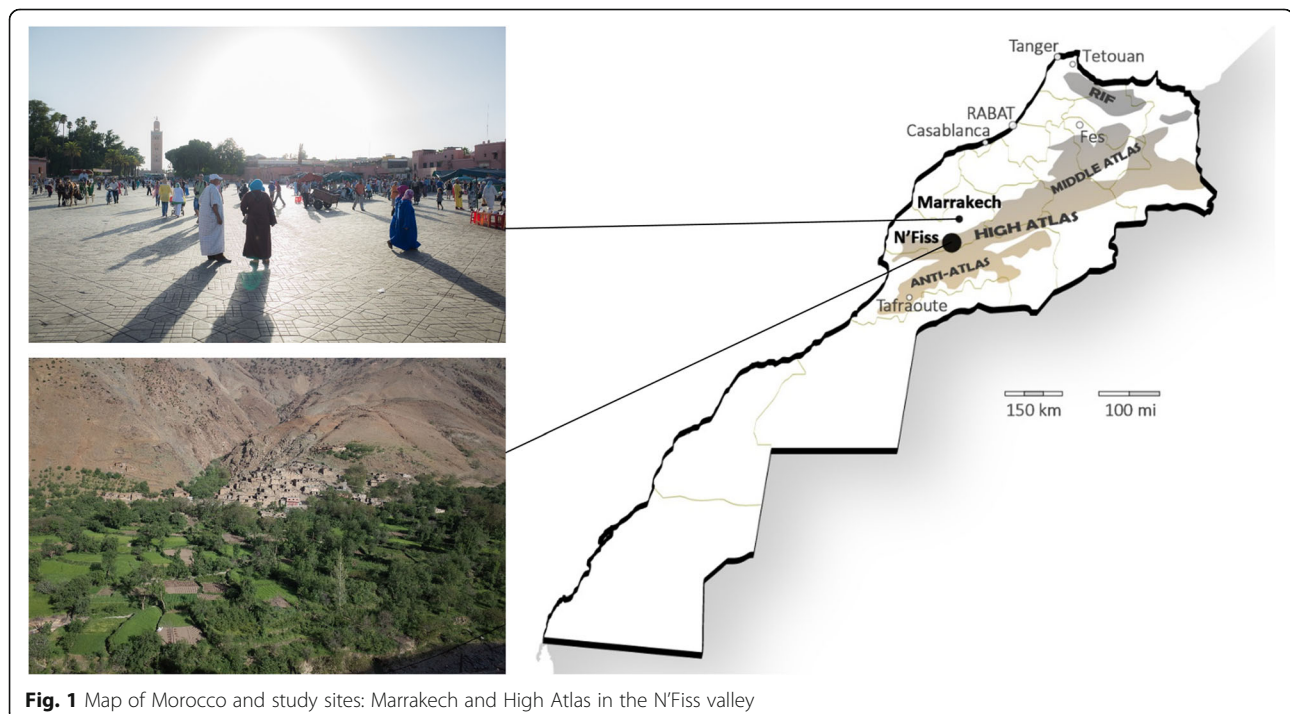 Tanger
Tetouan
RIF
RABAT
Casablanca
Fes
MIDDLE ATLAS
Marrakech
HIGH ATLAS
N'Fiss
ANTI-ATLAS
Tafraoute
150 km 100 mi
Fig. 1 Map of Morocco and study sites: Marrakech and High Atlas in the N'Fiss valley